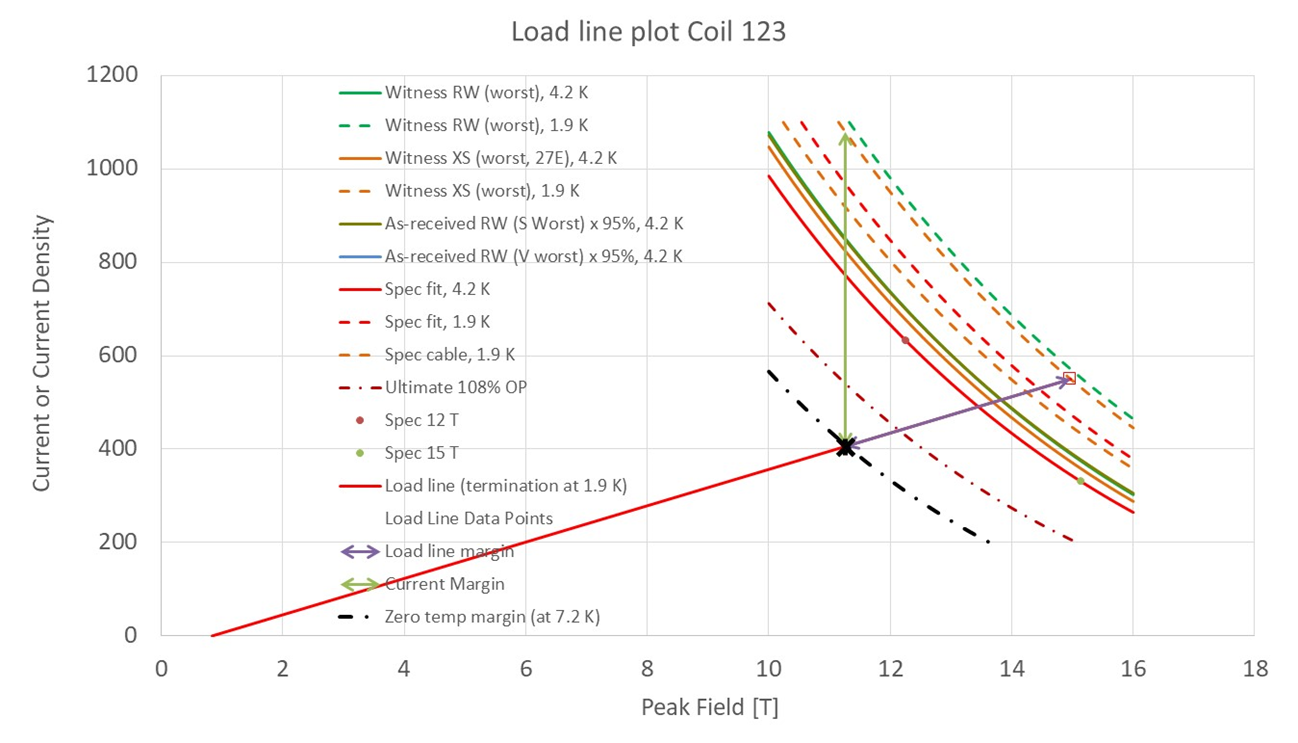 Load line plot Coil 123
1200
1000
800
600
400
200
0
Current or Current Density
Witness RW (worst), 4.2 K
Witness RW (worst), 1.9 K
Witness XS (worst, 27E), 4.2 K
Witness XS (worst), 1.9 K
As-received RW (S Worst) x 95%, 4.2 K
As-received RW (V worst) x 95%, 4.2 K
Spec fit, 4.2 K
Spec fit, 1.9 K
Spec cable, 1.9 K
Ultimate 108% OP
Spec 12 T
Spec 15 T
Load line (termination at 1.9 K)
Load Line Data Points
Load line margin
Current Margin
Zero temp margin (at 7.2 K)
0 2 4 6 8 10 12 14 16 18
Peak Field [T]